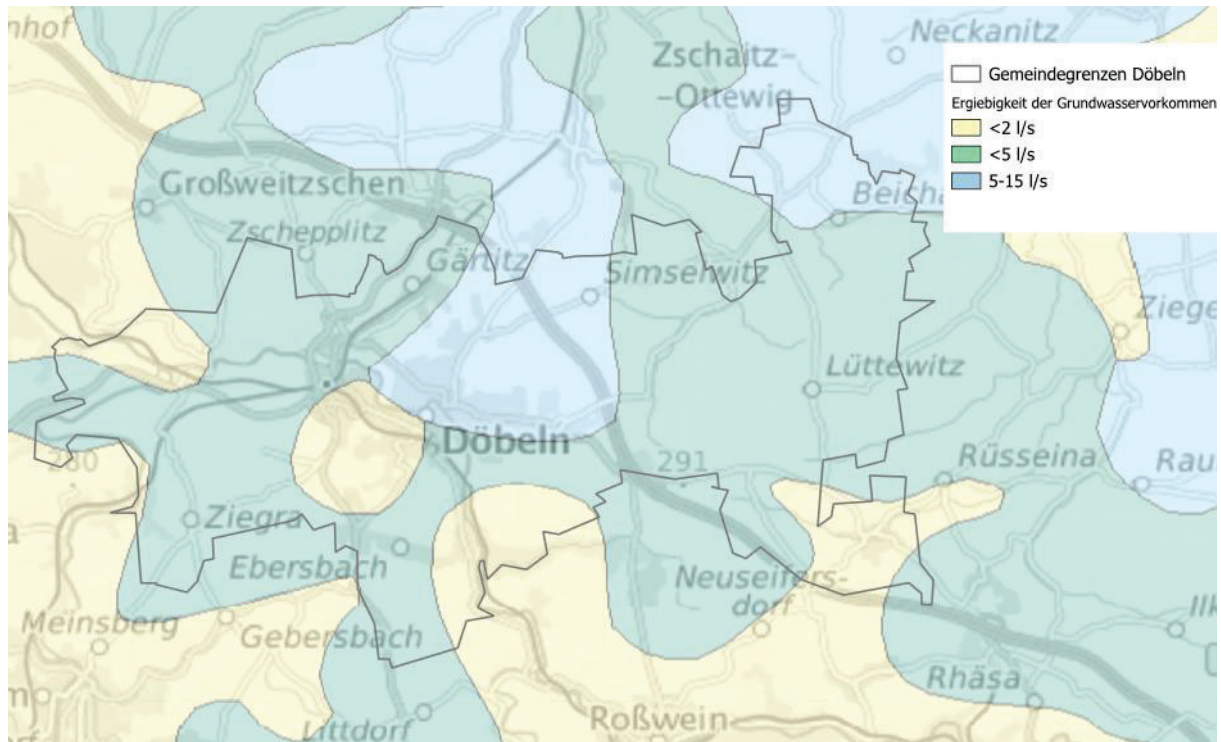 nhof
Neckanitz
Zschaitz-
-Ottewig
Gemeindegrenzen Döbeln
Ergiebigkeit der Grundwasservorkommen
<2 l/s
<5 l/s
5-15 l/s
Großweitzschen
Beicha
Zschepplitz
Gärtitz
Simselwitz
Ziege
Lüttewitz
Döbeln
280
291
Rüsseina
Rau
Ziegra
Ebersbach
Neuseifers-
dorf
Meinsberg
Gebersbach
Ilk
Rhäsa
Littdorf
Roßwein